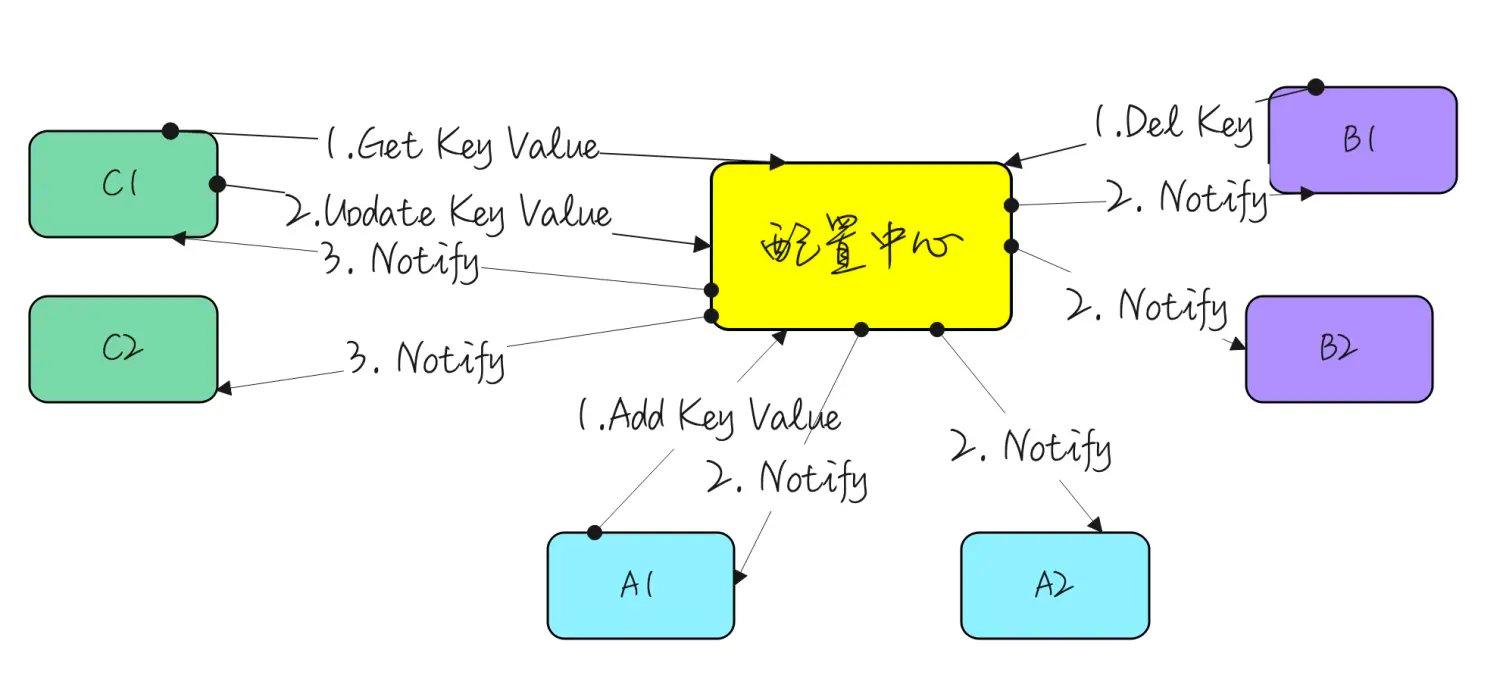 1.Get Key Value
1.Del Key
B1
C1
2.Update Key Value
2. Notify
配置中心
3. Notify
2. Notify
C2
3. Notify
B2
1.Add Key Value
2. Notify
2. Notify
A1
A2